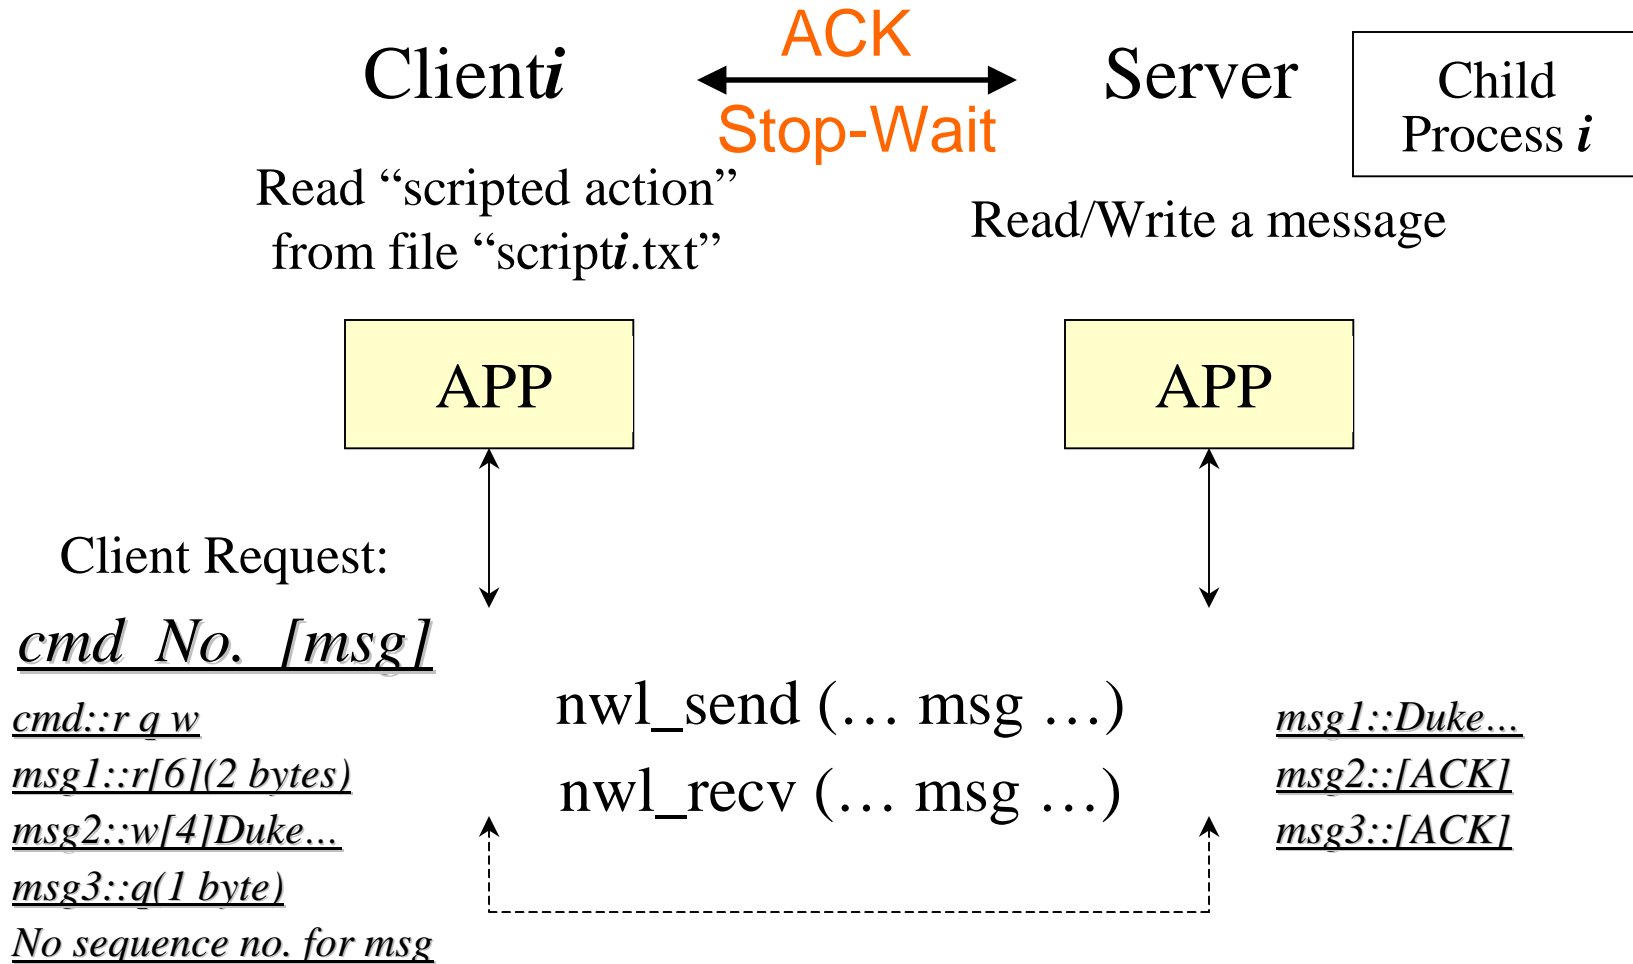 ACK
Clienti
Server
Child
Process i
Stop-Wait
Read “scripted action”
from file “scripti.txt”
Read/Write a message
APP
APP
Client Request:
cmd No. [msg]
cmd::r q w
msg1::r[6](2 bytes)
msg2::w[4]Duke…
msg3::q(1 byte)
No sequence no. for msg
nwl_send (… msg …)
nwl_recv (… msg …)
msg1::Duke…
msg2::[ACK]
msg3::[ACK]